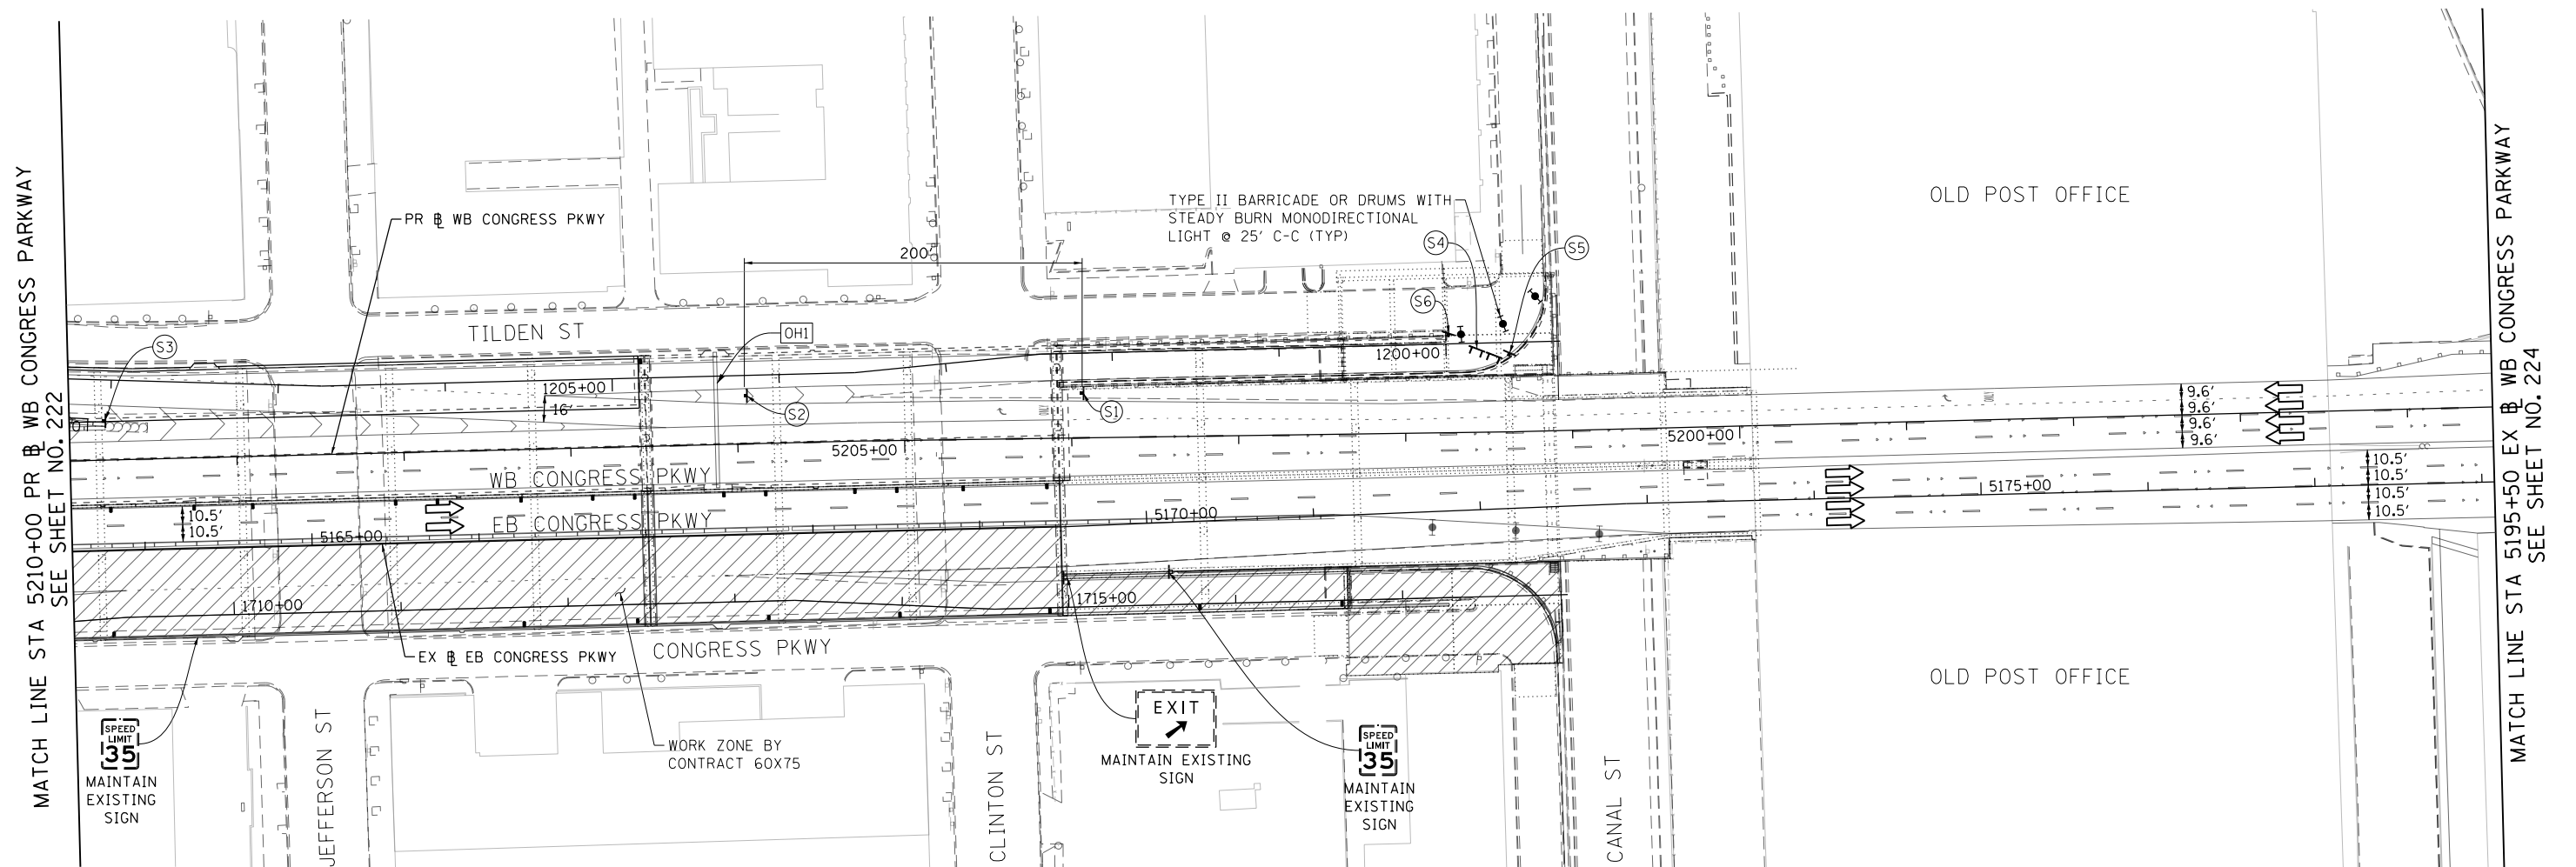 MATCH LINE STA 5210+00 PR ℄ WB CONGRESS PARKWAY
SEE SHEET NO. 222
PR ℄ WB CONGRESS PKWY
TILDEN ST
S3
1205+00
16'
200'
OH1
S2
S1
TYPE II BARRICADE OR DRUMS WITH
STEADY BURN MONODIRECTIONAL
LIGHT @ 25' C-C (TYP)
S4
S5
S6
1200+00
OLD POST OFFICE
5205+00
5200+00
WB CONGRESS PKWY
EB CONGRESS PKWY
10.5'
10.5'
5165+00
5170+00
5175+00
9.6'
9.6'
9.6'
9.6'
10.5'
10.5'
10.5'
10.5'
1710+00
1715+00
EX ℄ EB CONGRESS PKWY
CONGRESS PKWY
OLD POST OFFICE
SPEED
LIMIT
35
MAINTAIN
EXISTING
SIGN
JEFFERSON ST
WORK ZONE BY
CONTRACT 60X75
CLINTON ST
EXIT
MAINTAIN EXISTING
SIGN
SPEED
LIMIT
35
MAINTAIN
EXISTING
SIGN
CANAL ST
MATCH LINE STA 5195+50 EX ℄ WB CONGRESS PARKWAY
SEE SHEET NO. 224